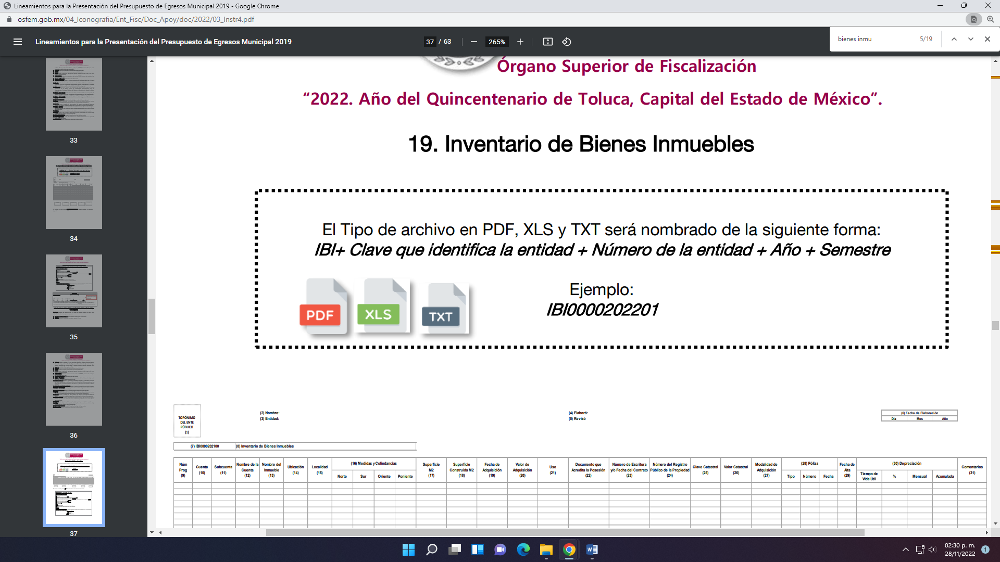 Lineamientos para la Presentación del Presupuesto de Egresos Municipal 2019 - Google Chrome
osfem.gob.mx/04_Iconografia/Ent_Fisc/Doc_Apoy/doc/2022/03_Instr4.pdf
Lineamientos para la Presentación del Presupuesto de Egresos Municipal 2019
37 / 63
265%
bienes inmu
5/19
33
34
35
36
37
Órgano Superior de Fiscalización
“2022. Año del Quincentenario de Toluca, Capital del Estado de México”.
19. Inventario de Bienes Inmuebles
El Tipo de archivo en PDF, XLS y TXT será nombrado de la siguiente forma:
IBI+ Clave que identifica la entidad + Número de la entidad + Año + Semestre
PDF
XLS
TXT
Ejemplo:
IBI0000202201
TOPÓNIMO
DEL ENTE
PÚBLICO
(1)
(2) Nombre:
(3) Entidad:
(4) Elaboró:
(5) Revisó
(6) Fecha de Elaboración
Día Mes Año
(7) IBI0000202100
(8) Inventario de Bienes Inmuebles
Núm
Prog
(9)
Cuenta
(10)
Subcuenta
(11)
Nombre de la
Cuenta
(12)
Nombre del
Inmueble
(13)
Ubicación
(14)
Localidad
(15)
(16) Medidas y Colindancias
Norte Sur Oriente Poniente
Superficie
M2
(17)
Superficie
Construida M2
(18)
Fecha de
Adquisición
(19)
Valor de
Adquisición
(20)
Uso
(21)
Documento que
Acredita la Posesión
(22)
Número de Escritura
y/o Fecha del Contrato
(23)
Número del Registro
Público de la Propiedad
(24)
Clave Catastral
(25)
Valor Catastral
(26)
Modalidad de
Adquisición
(27)
(28) Póliza
Tipo Número Fecha
Fecha de
Alta
(29)
(30) Depreciación
Tiempo de
Vida Útil
% Mensual Acumulada
Comentarios
(31)
02:30 p. m.
28/11/2022
1